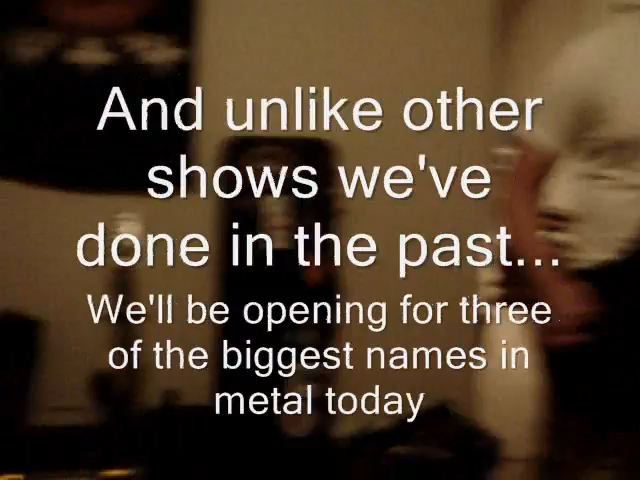 And unlike other
shows we've
done in the past...
We'll be opening for three
of the biggest names in
metal today